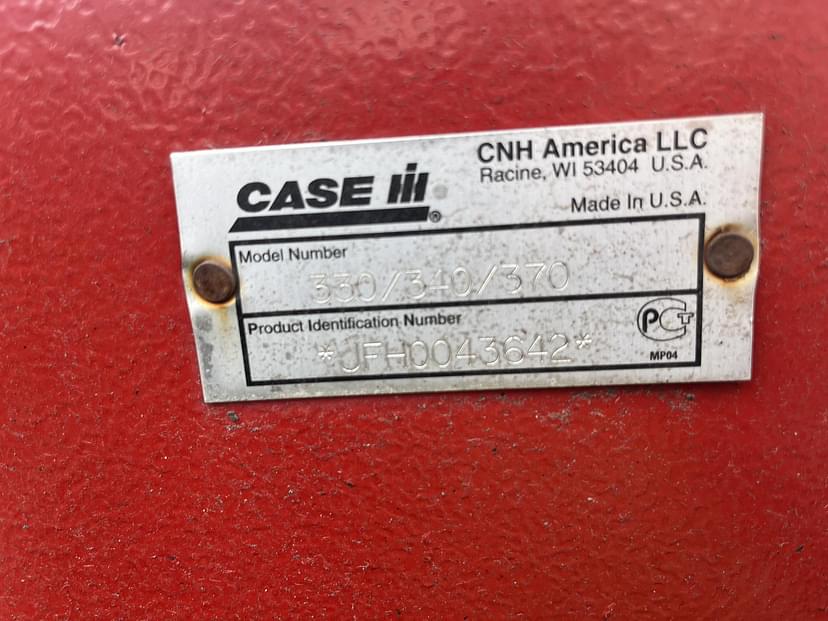 CASE IH®
CNH America LLC
Racine, WI 53404 U.S.A.
Made In U.S.A.
Model Number
330/340/370
Product Identification Number
*JFH0043642*
PCT
MP04